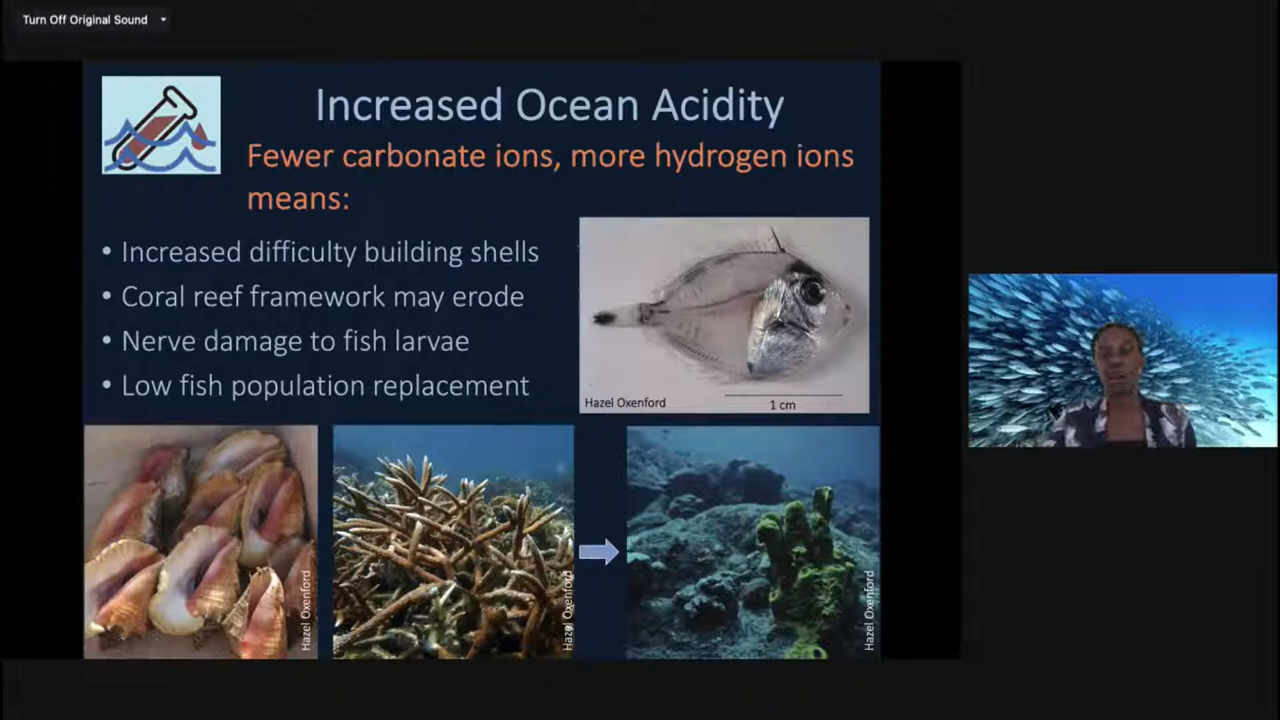 Turn Off Original Sound
Increased Ocean Acidity
Fewer carbonate ions, more hydrogen ions
means:
• Increased difficulty building shells
• Coral reef framework may erode
• Nerve damage to fish larvae
• Low fish population replacement
Hazel Oxenford
1 cm
Hazel Oxenford
Hazel Oxenford
Hazel Oxenford